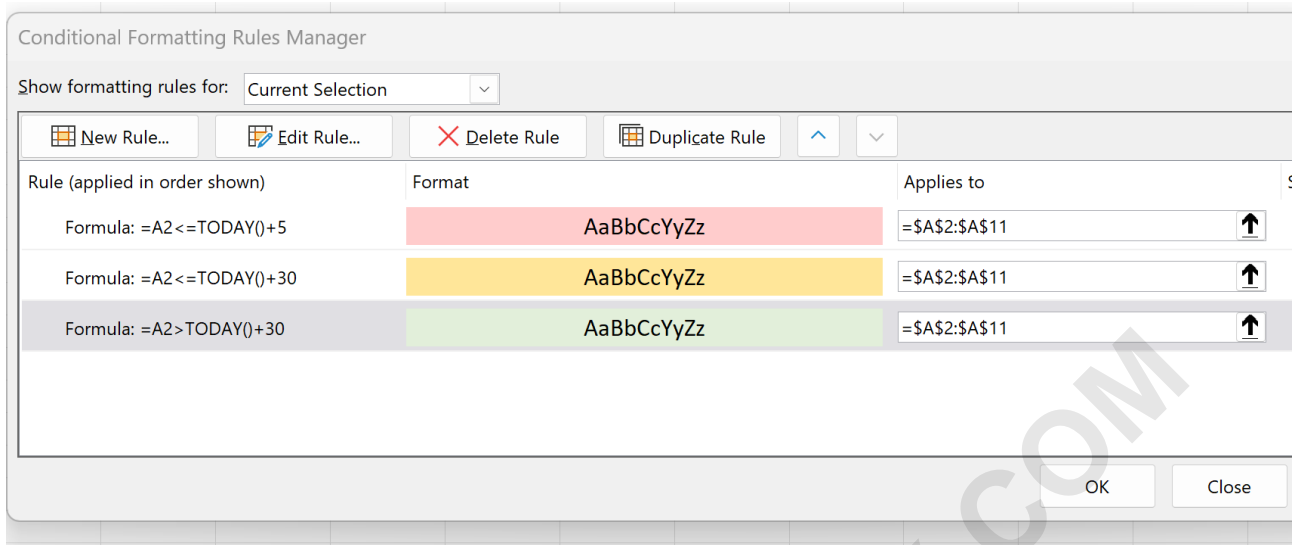 Conditional Formatting Rules Manager
Show formatting rules for: Current Selection
New Rule... Edit Rule... Delete Rule Duplicate Rule
Rule (applied in order shown) Format Applies to
Formula: =A2<=TODAY()+5 AaBbCcYyZz =$A$2:$A$11
Formula: =A2<=TODAY()+30 AaBbCcYyZz =$A$2:$A$11
Formula: =A2>TODAY()+30 AaBbCcYyZz =$A$2:$A$11
OK Close
COM